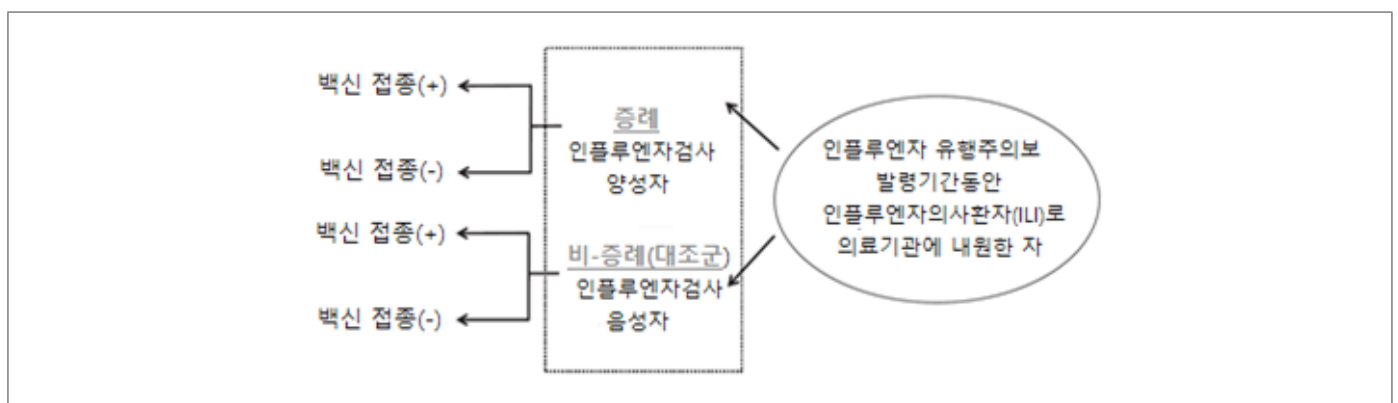 백신 접종(+)
백신 접종(-)
백신 접종(+)
백신 접종(-)
증례
인플루엔자검사
양성자
비-증례(대조군)
인플루엔자검사
음성자
인플루엔자 유행주의보
발령기간동안
인플루엔자의사환자(ILI)로
의료기관에 내원한 자